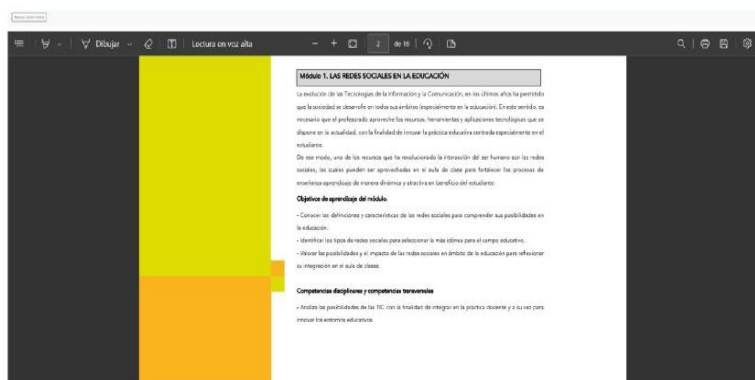 Dibujar
Lectura en voz alta
2
de 16
Módulo 1. LAS REDES SOCIALES EN LA EDUCACIÓN
La evolución de las Tecnologías de la Información y la Comunicación, en los últimos años ha permitido
que la sociedad se desarrolle en todos sus ámbitos (especialmente en la educación). En este sentido, es
necesario que el profesorado aproveche los recursos, herramientas y aplicaciones tecnológicas que se
dispone en la actualidad, con la finalidad de innovar la práctica educativa centrada especialmente en el
estudiante.
De ese modo, uno de los recursos que ha revolucionado la interacción del ser humano son las redes
sociales, las cuales pueden ser aprovechadas en el aula de clase para fortalecer los procesos de
enseñanza aprendizaje de manera dinámica y atractiva en beneficio del estudiante.
Objetivos de aprendizaje del módulo:
- Conocer las definiciones y características de las redes sociales para comprender sus posibilidades en
la educación.
- Identificar los tipos de redes sociales para seleccionar la más idónea para el campo educativo.
- Valorar las posibilidades y el impacto de las redes sociales en ámbito de la educación para reflexionar
su integración en el aula de clases.
Competencias disciplinares y competencias transversales
- Analiza las posibilidades de las TIC con la finalidad de integrar en la práctica docente y a su vez para
innovar los entornos educativos.